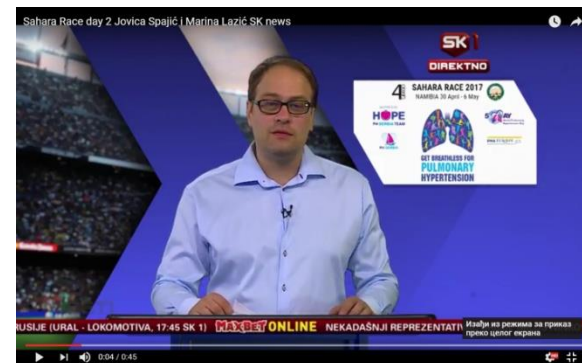 Sahara Race day 2 Jovica Spajić i Marina Lazić SK news
SK 1
DIREKTNO
4
SAHARA RACE 2017
NAMIBIA 30 April - 6 May
HOPE
GET BREATHLESS FOR
PULMONARY
HYPERTENSION
RUSIJE (URAL - LOKOMOTIVA, 17:45 SK 1) MAXBET ONLINE NEKADAŠNJI REPREZENTATIV
Изађи из режима за приказ
преко целог екрана
0:04 / 0:45